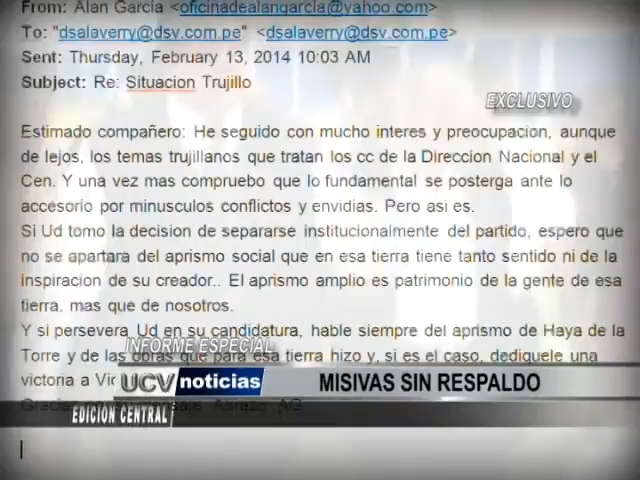 From: Alan Garcia <oficinadealangarcia@yahoo.com>
To: "dsalaverry@dsv.com.pe" <dsalaverry@dsv.com.pe>
Sent: Thursday, February 13, 2014 10:03 AM
Subject: Re: Situacion Trujillo
EXCLUSIVO
Estimado compañero: He seguido con mucho interes y preocupacion, aunque
de lejos, los temas trujillanos que tratan los cc de la Direccion Nacional y el
Cen. Y una vez mas compruebo que lo fundamental se posterga ante lo
accesorio por minusculos conflictos y envidias. Pero asi es.
Si Ud tomo la decision de separarse institucionalmente del partido, espero que
no se apartara del aprismo social que en esa tierra tiene tanto sentido ni de la
inspiracion de su creador.. El aprismo amplio es patrimonio de la gente de esa
tierra, mas que de nosotros.
Y si persevera Ud en su candidatura, hable siempre del aprismo de Haya de la
INFORME ESPECIAL
Torre y de las obras que para esa tierra hizo y, si es el caso, dediquele una
victoria a
UCV noticias MISIVAS SIN RESPALDO
Gracias mensaje. Abrazo AG
EDICION CENTRAL